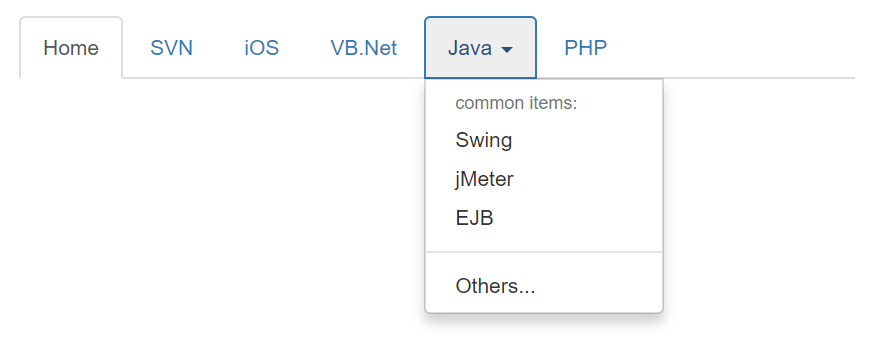 Home SVN iOS VB.Net Java PHP
common items:
Swing
jMeter
EJB
Others...